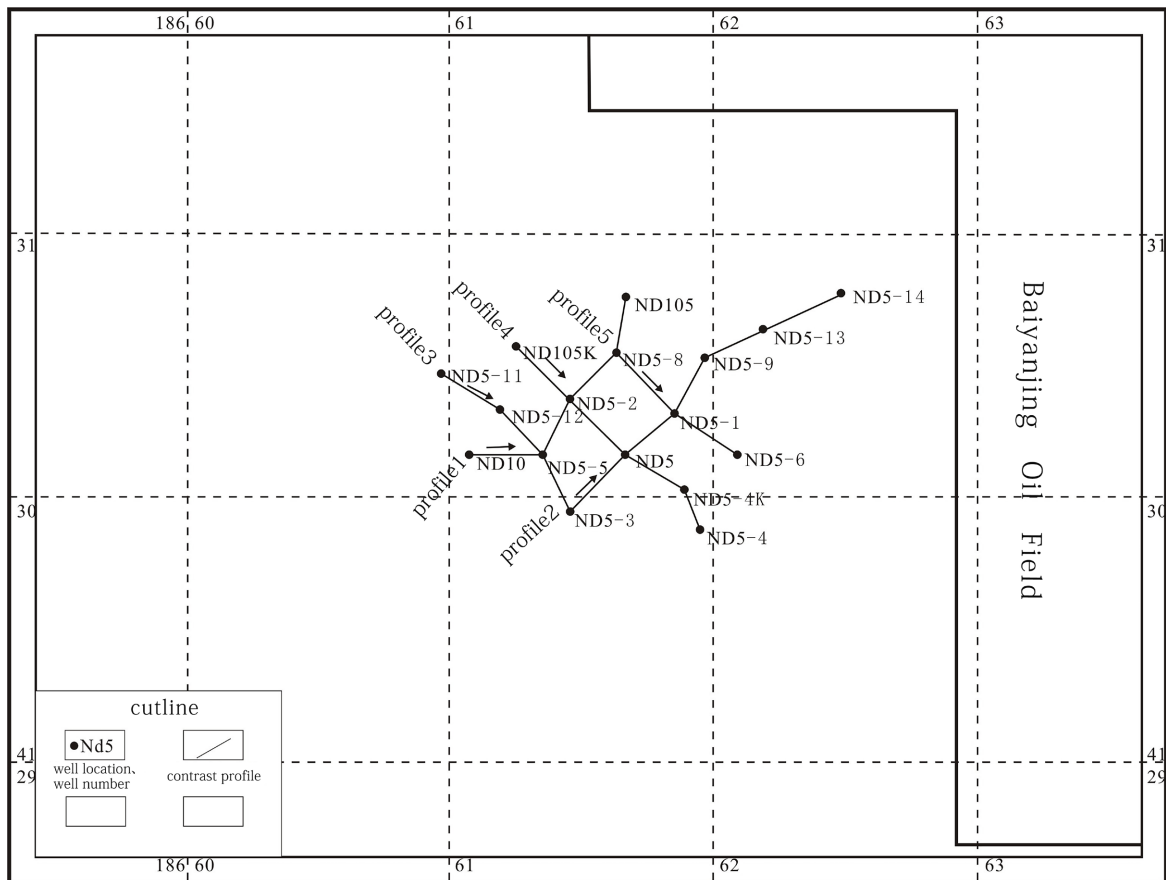 186 60
61
62
63
31
31
profile4
profile5
profile3
ND105
ND5-14
ND5-13
ND105K
ND5-8
ND5-9
ND5-11
ND5-2
ND5-12
ND5-1
profile1
ND10
ND5-5
ND5
ND5-6
ND5-4K
30
30
profile2
ND5-3
ND5-4
Baiyanjing Oil Field
cutline
Nd5
well location、
well number
contrast profile
41
29
41
29
186 60
61
62
63